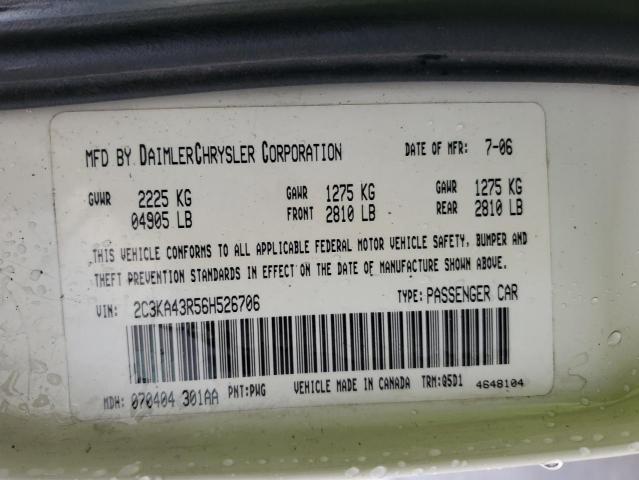 MFD BY DAIMLERCHRYSLER CORPORATION DATE OF MFR: 7-06
GVWR 2225 KG GAWR 1275 KG GAWR 1275 KG
04905 LB FRONT 2810 LB REAR 2810 LB
THIS VEHICLE CONFORMS TO ALL APPLICABLE FEDERAL MOTOR VEHICLE SAFETY, BUMPER AND
THEFT PREVENTION STANDARDS IN EFFECT ON THE DATE OF MANUFACTURE SHOWN ABOVE.
VIN: 2C3KA43R56H526706 TYPE: PASSENGER CAR
MDH: 070404 301AA PNT:PWG VEHICLE MADE IN CANADA TRM:Q5D1 4648104